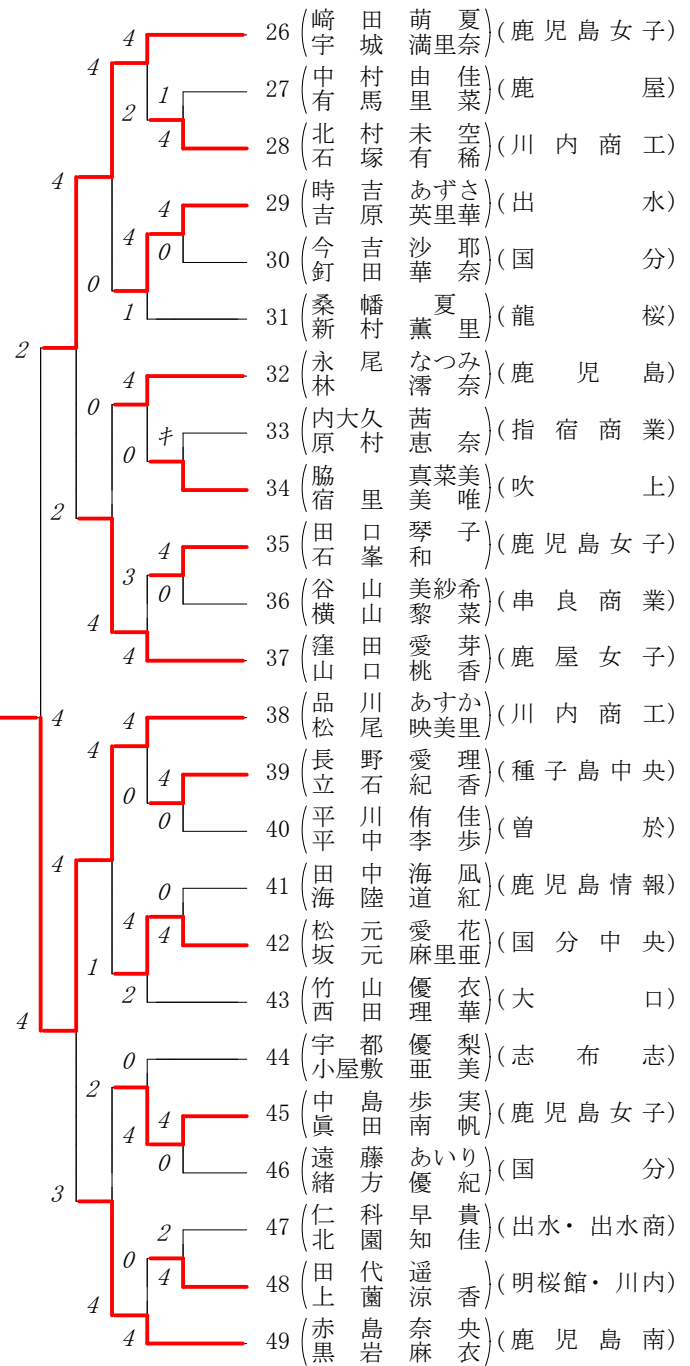 4
26 (﨑田萌夏 宇城満里奈) (鹿児島女子)
4
1
27 (中村由佳 有馬里菜) (鹿屋)
2
4
28 (北村未空 石塚有稀) (川内商工)
4
4
29 (時吉あずさ 吉原英里華) (出水)
4
0
30 (今吉沙耶 釘田華奈) (国分)
0
1
31 (桑幡夏 新村薫里) (龍桜)
2
4
32 (永尾なつみ 林澪奈) (鹿児島)
0
キ
33 (内大久茜 原村恵奈) (指宿商業)
0
34 (脇真菜美 宿里美唯) (吹上)
2
4
35 (田口琴子 石峯和) (鹿児島女子)
3
0
36 (谷山美紗希 横山黎菜) (串良商業)
4
4
37 (窪田愛芽 山口桃香) (鹿屋女子)
4
4
38 (品川あすか 松尾映美里) (川内商工)
4
4
39 (長野愛理 立石紀香) (種子島中央)
0
0
40 (平川侑佳 平中李歩) (曽於)
4
0
41 (田中海凪 海陸道紅) (鹿児島情報)
4
4
42 (松元愛花 坂元麻里亜) (国分中央)
1
2
43 (竹山優衣 西田理華) (大口)
4
0
44 (宇都優梨 小屋敷亜美) (志布志)
2
4
45 (中島歩実 眞田南帆) (鹿児島女子)
4
0
46 (遠藤あいり 緒方優紀) (国分)
3
2
47 (仁科早貴 北園知佳) (出水・出水商)
0
4
48 (田代遥 上薗涼香) (明桜館・川内)
4
4
49 (赤島奈央 黒岩麻衣) (鹿児島南)